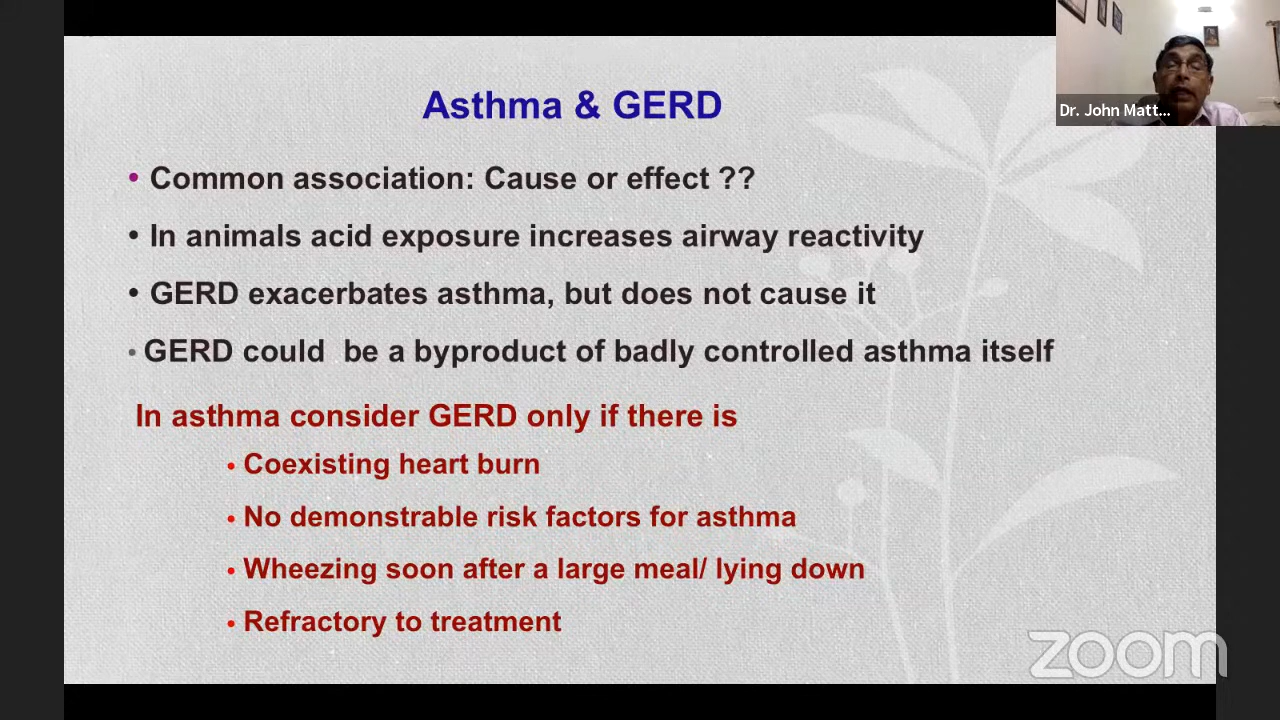 Asthma & GERD
Dr. John Matt...
• Common association: Cause or effect ??
• In animals acid exposure increases airway reactivity
• GERD exacerbates asthma, but does not cause it
• GERD could  be a byproduct of badly controlled asthma itself
In asthma consider GERD only if there is
• Coexisting heart burn
• No demonstrable risk factors for asthma
• Wheezing soon after a large meal/ lying down
• Refractory to treatment
zoom